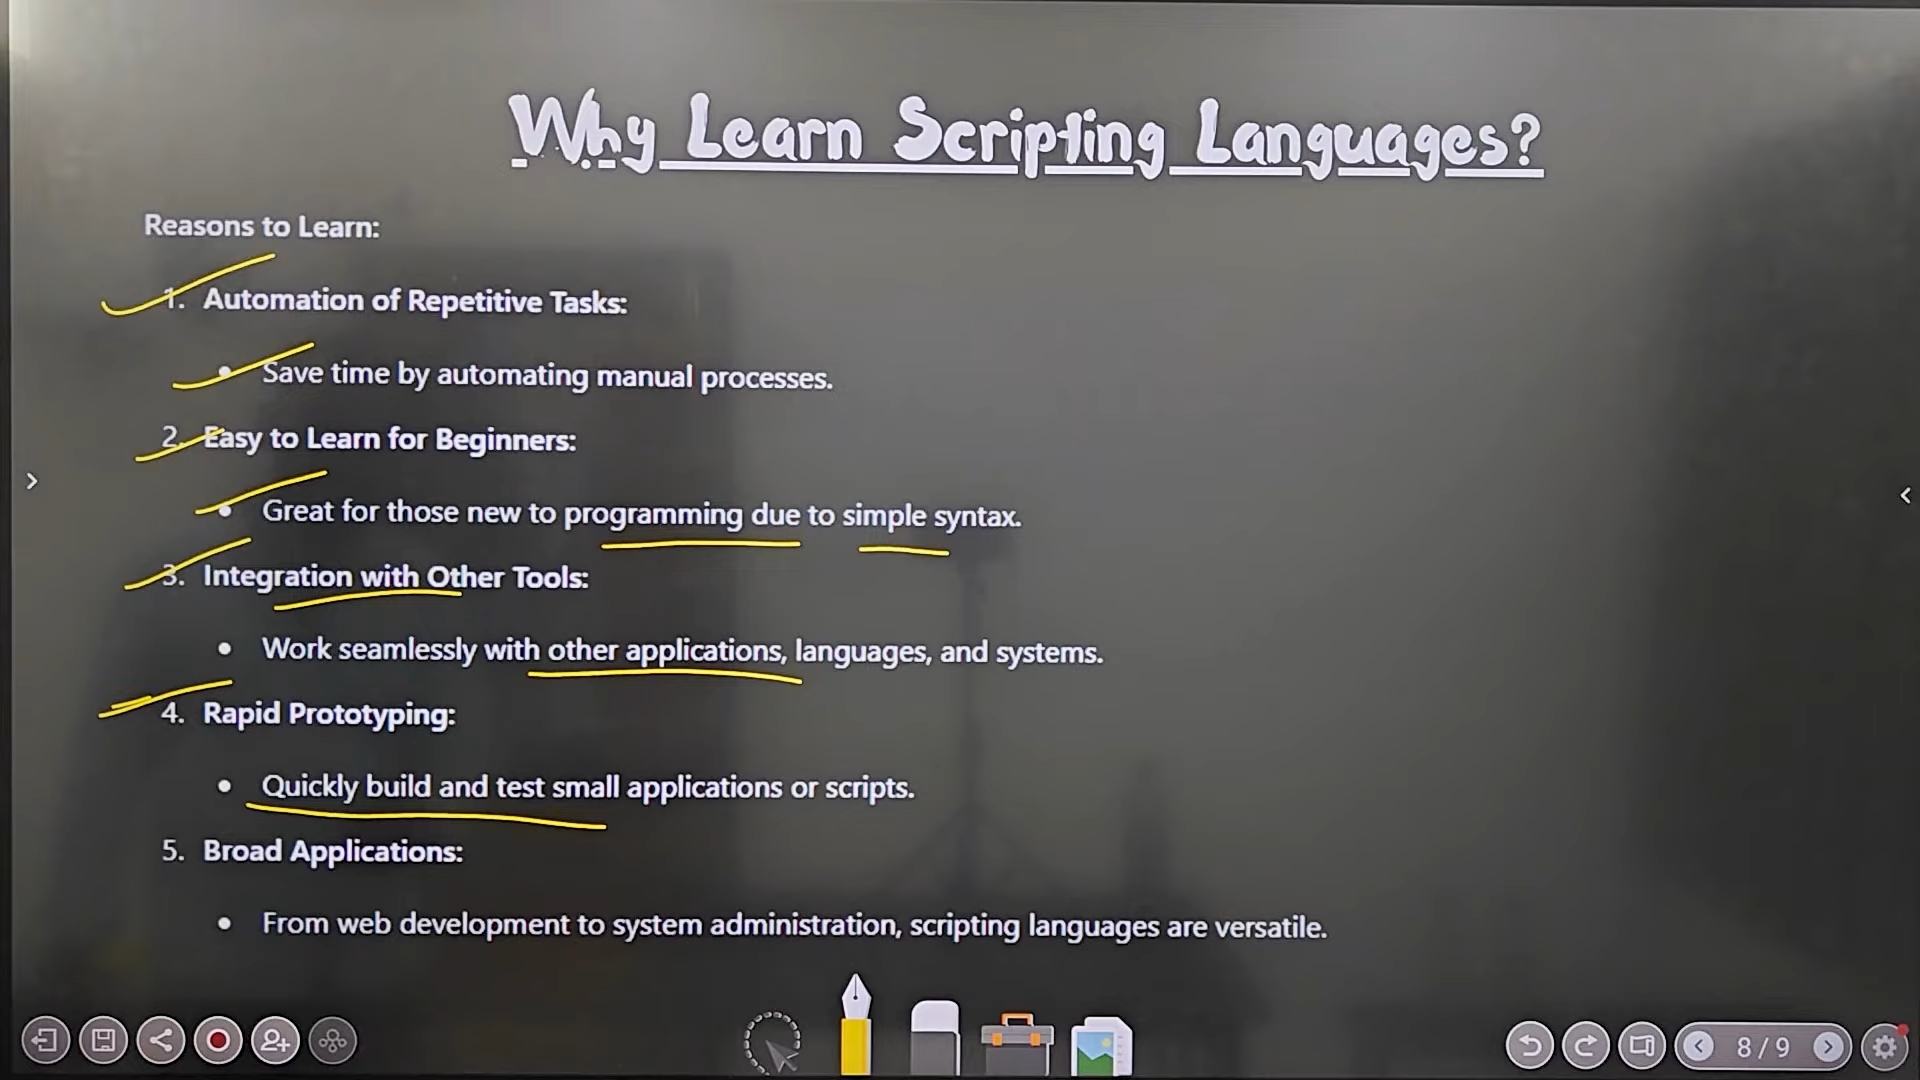 Why Learn Scripting Languages?
Reasons to Learn:
1. Automation of Repetitive Tasks:
• Save time by automating manual processes.
2. Easy to Learn for Beginners:
• Great for those new to programming due to simple syntax.
3. Integration with Other Tools:
• Work seamlessly with other applications, languages, and systems.
4. Rapid Prototyping:
• Quickly build and test small applications or scripts.
5. Broad Applications:
• From web development to system administration, scripting languages are versatile.
8 / 9